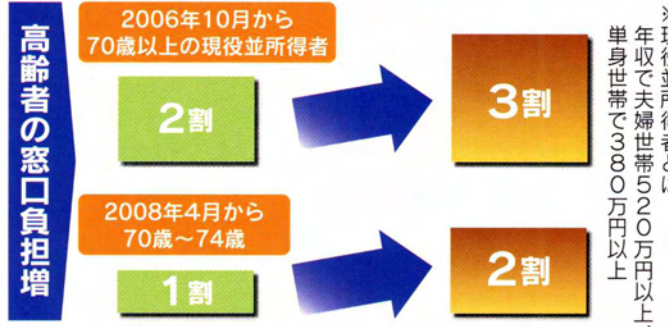 高齢者の窓口負担増
2006年10月から
70歳以上の現役並所得者
2割
3割
2008年4月から
70歳～74歳
1割
2割
※現役並所得者とは
年収で夫婦世帯520万円以上、
単身世帯で380万円以上